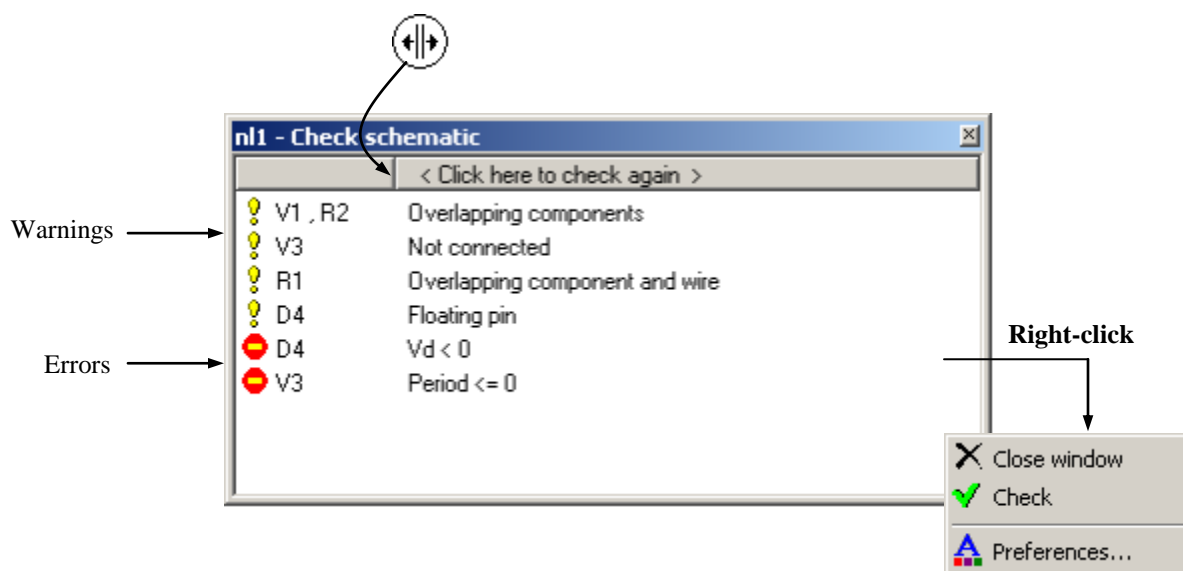 nl1 - Check schematic
< Click here to check again >
V1 , R2 Overlapping components
Warnings
V3 Not connected
R1 Overlapping component and wire
D4 Floating pin
Right-click
D4 Vd < 0
Errors
V3 Period <= 0
Close window
Check
Preferences...